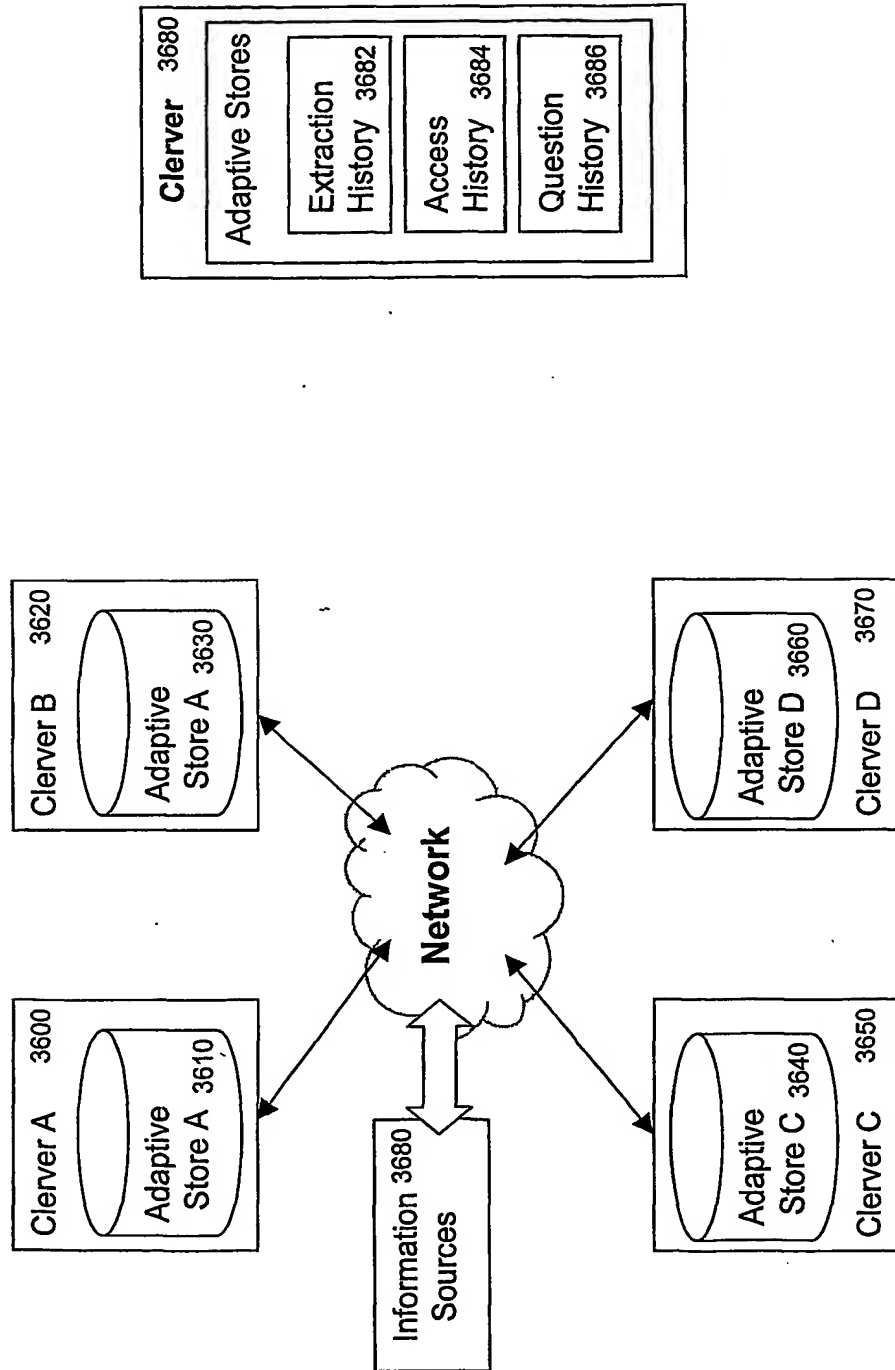 Clerver A 3600
Adaptive
Store A 3610
Clerver B 3620
Adaptive
Store A 3630
Information 3680
Sources
Network
Adaptive
Store C 3640
Clerver C 3650
Adaptive
Store D 3660
Clerver D 3670
Clerver 3680
Adaptive Stores
Extraction
History 3682
Access
History 3684
Question
History 3686